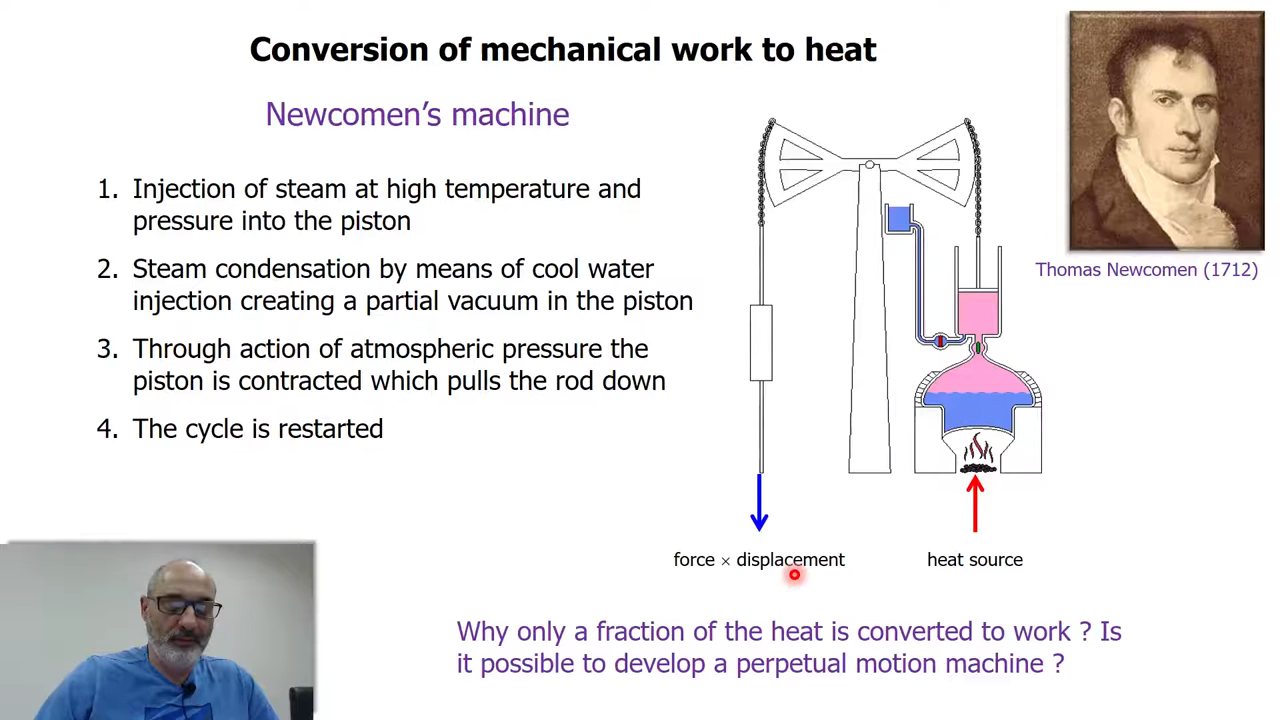 Conversion of mechanical work to heat
Newcomen's machine
1. Injection of steam at high temperature and
pressure into the piston
2. Steam condensation by means of cool water
injection creating a partial vacuum in the piston
3. Through action of atmospheric pressure the
piston is contracted which pulls the rod down
4. The cycle is restarted
Thomas Newcomen (1712)
force × displacement
heat source
Why only a fraction of the heat is converted to work ? Is
it possible to develop a perpetual motion machine ?